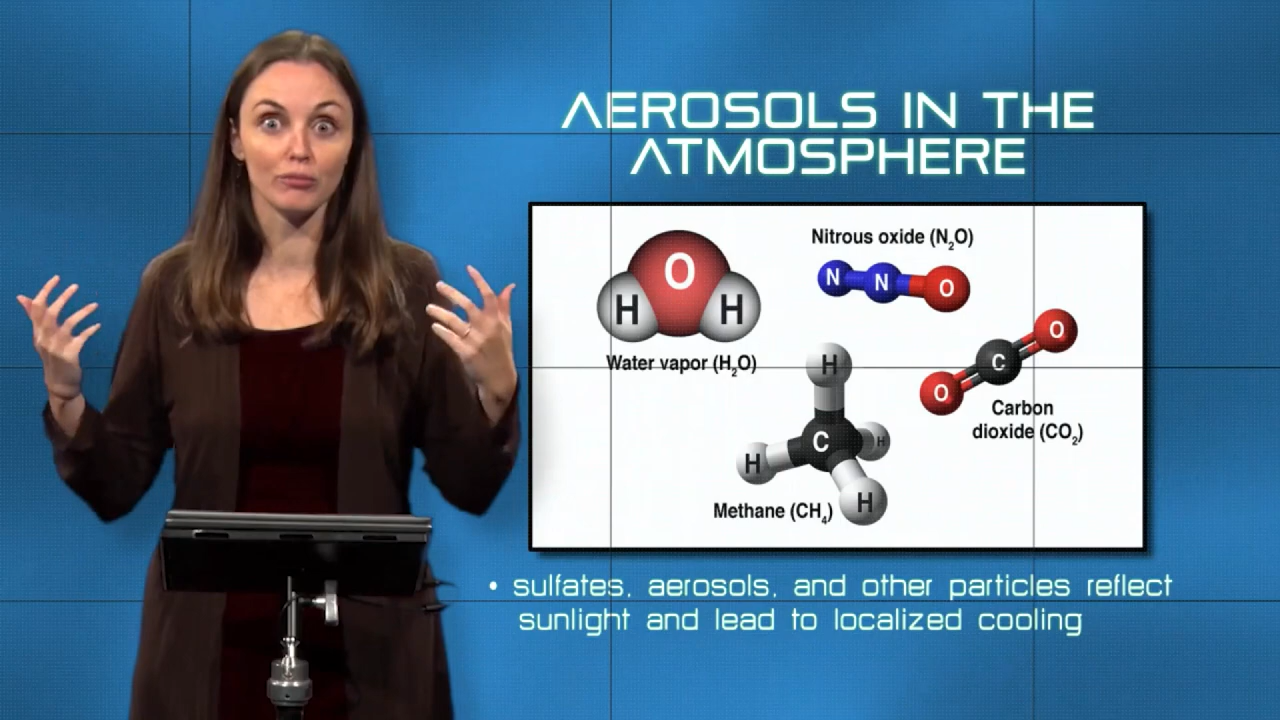 AEROSOLS IN THE
ATMOSPHERE
O
H H
Water vapor (H₂O)
Nitrous oxide (N₂O)
N N O
O
C
O
Carbon
dioxide (CO₂)
H
C
H
H
H
Methane (CH₄)
• sulfates, aerosols, and other particles reflect
sunlight and lead to localized cooling